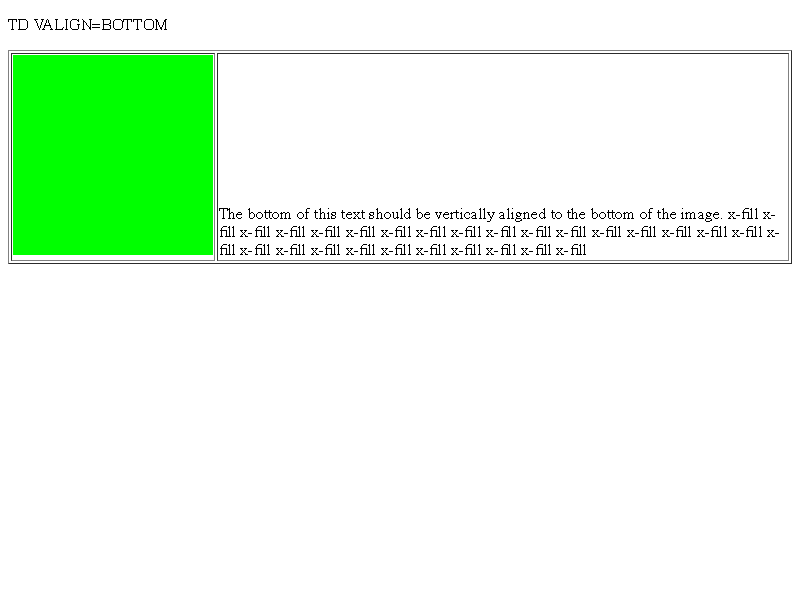 TD VALIGN=BOTTOM
The bottom of this text should be vertically aligned to the bottom of the image. x-fill x-
fill x-fill x-fill x-fill x-fill x-fill x-fill x-fill x-fill x-fill x-fill x-fill x-fill x-fill x-fill x-
fill x-fill x-fill x-fill x-fill x-fill x-fill x-fill x-fill x-fill x-fill